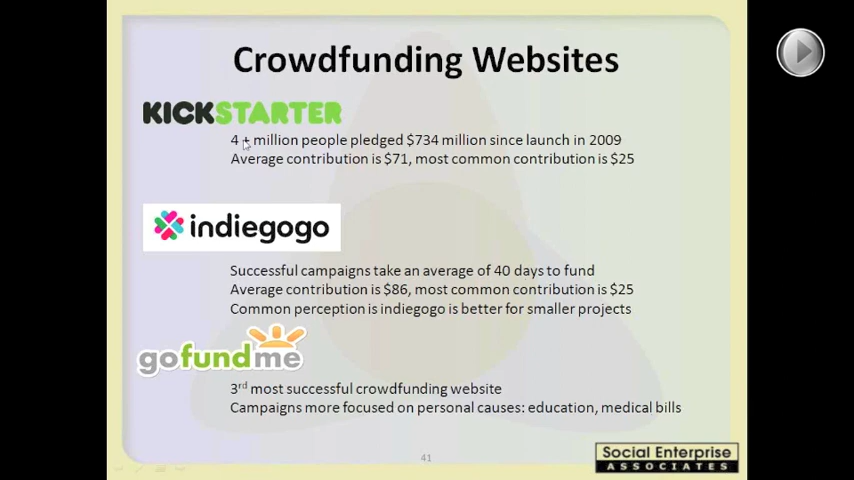 Crowdfunding Websites
KICKSTARTER
4 + million people pledged $734 million since launch in 2009
Average contribution is $71, most common contribution is $25
indiegogo
Successful campaigns take an average of 40 days to fund
Average contribution is $86, most common contribution is $25
Common perception is indiegogo is better for smaller projects
gofundme
3rd most successful crowdfunding website
Campaigns more focused on personal causes: education, medical bills
41
Social Enterprise
ASSOCIATES